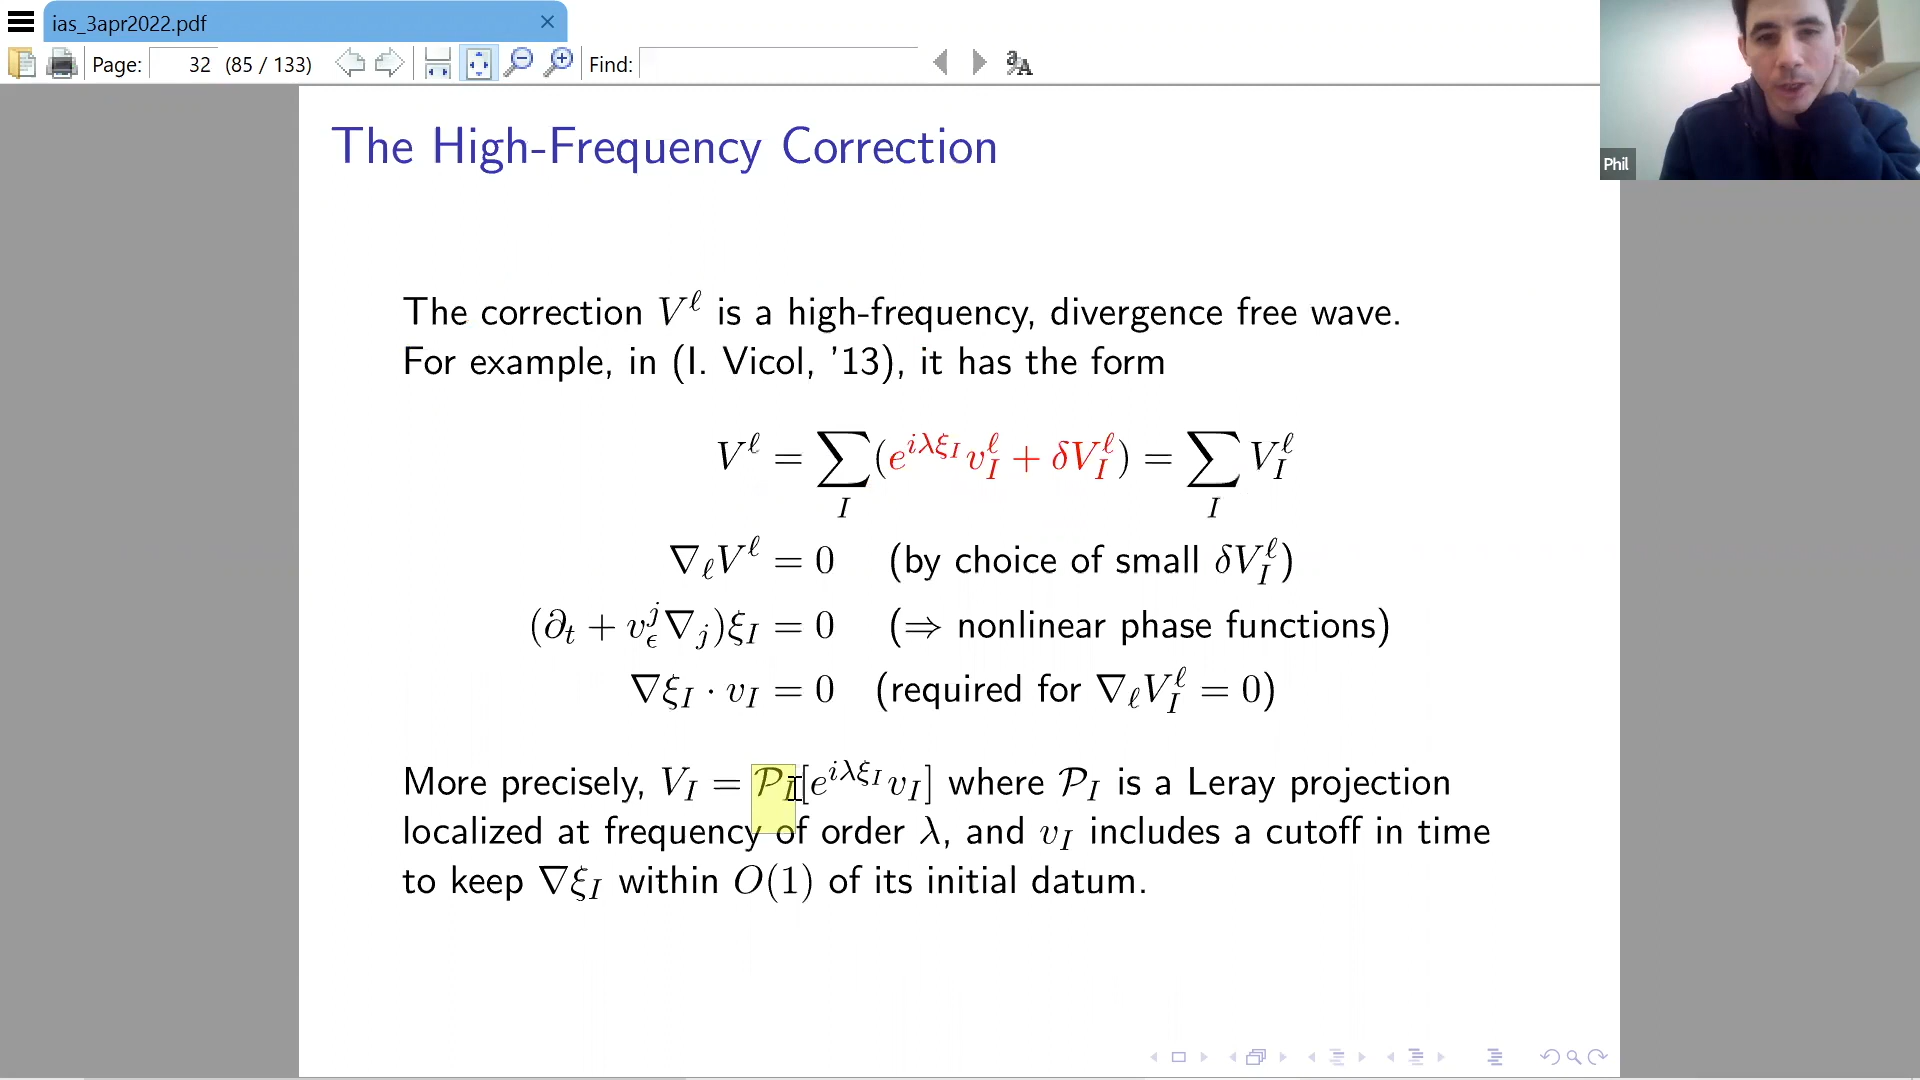 ias_3apr2022.pdf ×
Page: 32 (85 / 133) Find:
Phil
The High-Frequency Correction
The correction V^ℓ is a high-frequency, divergence free wave.
For example, in (I. Vicol, '13), it has the form
V^ℓ = ∑_I (e^{iλξ_I} v_I^ℓ + δV_I^ℓ) = ∑_I V_I^ℓ
∇_ℓ V^ℓ = 0 (by choice of small δV_I^ℓ)
(∂_t + v_ϵ^j ∇_j)ξ_I = 0 (⇒ nonlinear phase functions)
∇ξ_I · v_I = 0 (required for ∇_ℓ V_I^ℓ = 0)
More precisely, V_I = 𝒫_I[e^{iλξ_I} v_I] where 𝒫_I is a Leray projection
localized at frequency of order λ, and v_I includes a cutoff in time
to keep ∇ξ_I within O(1) of its initial datum.